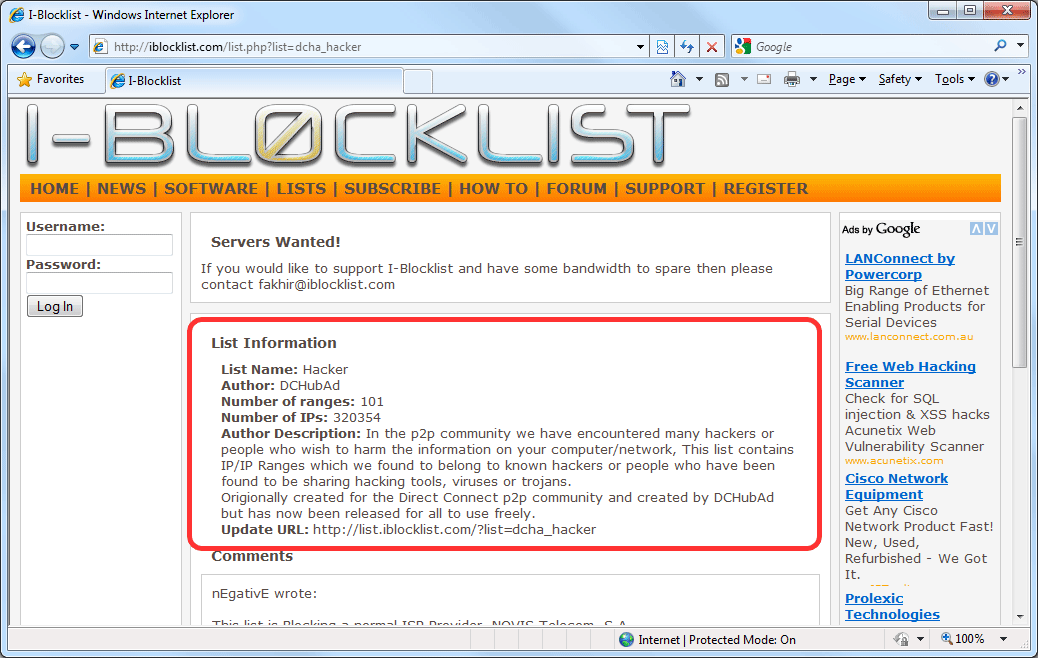 I-Blocklist - Windows Internet Explorer
http://iblocklist.com/list.php?list=dcha_hacker
Google
Favorites
I-Blocklist
Page
Safety
Tools
I-BLOCKLIST
HOME | NEWS | SOFTWARE | LISTS | SUBSCRIBE | HOW TO | FORUM | SUPPORT | REGISTER
Username:
Password:
Log In
Servers Wanted!
If you would like to support I-Blocklist and have some bandwidth to spare then please
contact fakhir@iblocklist.com
List Information
List Name: Hacker
Author: DCHubAd
Number of ranges: 101
Number of IPs: 320354
Author Description: In the p2p community we have encountered many hackers or
people who wish to harm the information on your computer/network, This list contains
IP/IP Ranges which we found to belong to known hackers or people who have been
found to be sharing hacking tools, viruses or trojans.
Origionally created for the Direct Connect p2p community and created by DCHubAd
but has now been released for all to use freely.
Update URL: http://list.iblocklist.com/?list=dcha_hacker
Comments
nEgativE wrote:
This list is Blocking a normal ISP Provider, NOVIS Telecom, S.A.
Ads by Google
LANConnect by
Powercorp
Big Range of Ethernet
Enabling Products for
Serial Devices
www.lanconnect.com.au
Free Web Hacking
Scanner
Check for SQL
injection & XSS hacks
Acunetix Web
Vulnerability Scanner
www.acunetix.com
Cisco Network
Equipment
Get Any Cisco
Network Product Fast!
New, Used,
Refurbished - We Got
It.
Prolexic
Technologies
Internet | Protected Mode: On
100%